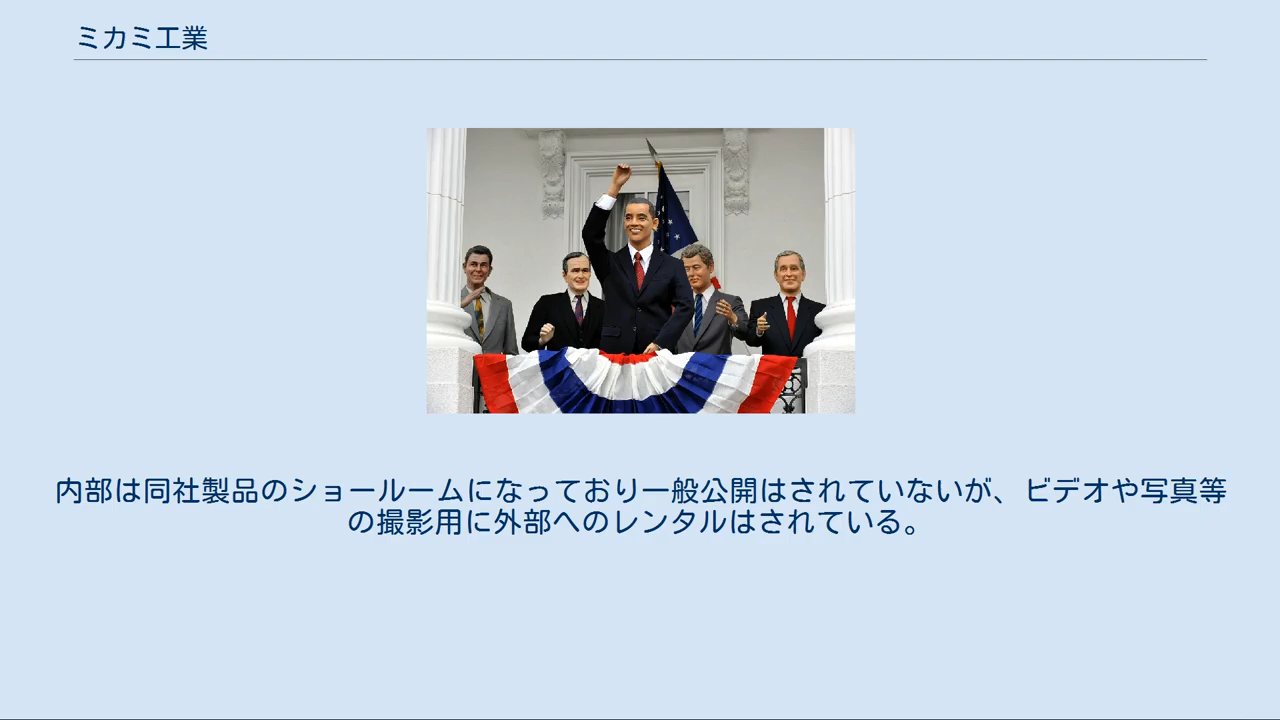 ミカミ工業
内部は同社製品のショールームになっており一般公開はされていないが、ビデオや写真等
の撮影用に外部へのレンタルはされている。